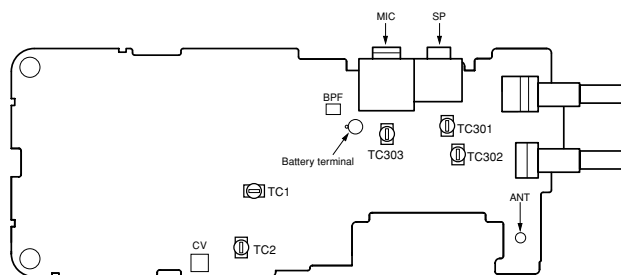 MIC
SP
BPF
TC301
Battery terminal
TC303
TC302
TC1
ANT
TC2
CV